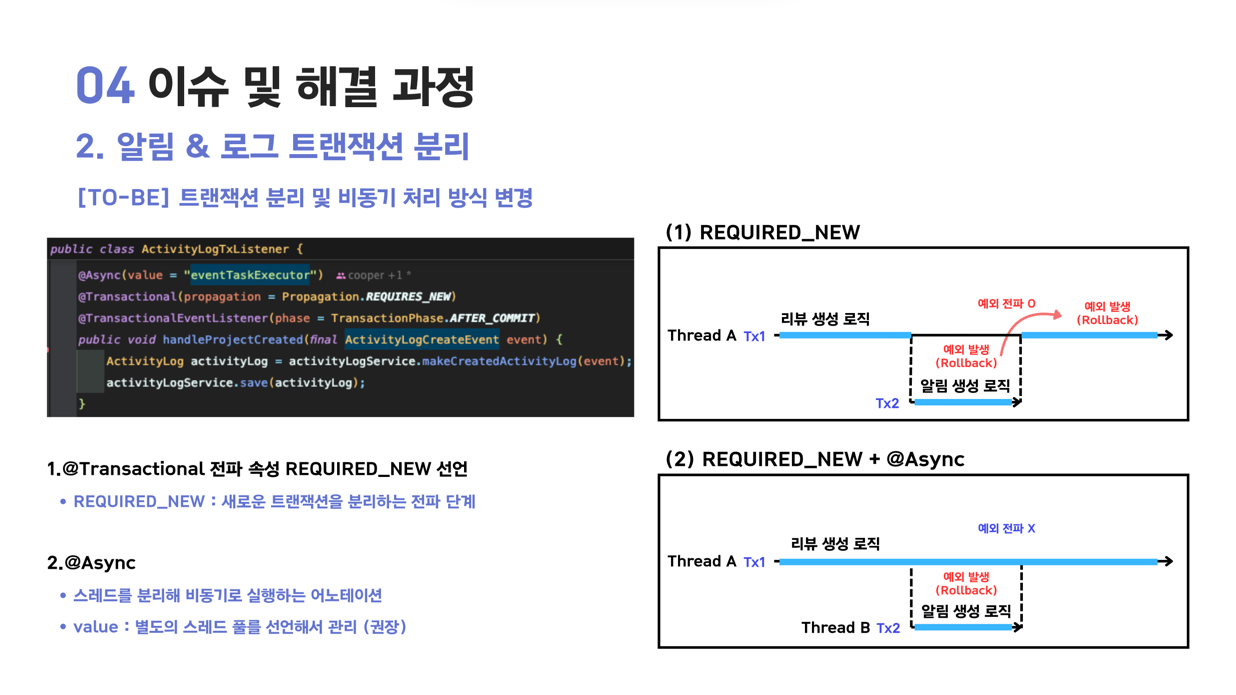 04 이슈 및 해결 과정
2. 알림 & 로그 트랜잭션 분리
[TO-BE] 트랜잭션 분리 및 비동기 처리 방식 변경
public class ActivityLogTxListener {
@Async(value = "eventTaskExecutor") cooper +1 *
@Transactional(propagation = Propagation.REQUIRES_NEW)
@TransactionalEventListener(phase = TransactionPhase.AFTER_COMMIT)
public void handleProjectCreated(final ActivityLogCreateEvent event) {
ActivityLog activityLog = activityLogService.makeCreatedActivityLog(event);
activityLogService.save(activityLog);
}
1.@Transactional 전파 속성 REQUIRED_NEW 선언
• REQUIRED_NEW : 새로운 트랜잭션을 분리하는 전파 단계
2.@Async
• 스레드를 분리해 비동기로 실행하는 어노테이션
• value : 별도의 스레드 풀을 선언해서 관리 (권장)
(1) REQUIRED_NEW
예외 전파 O
예외 발생
(Rollback)
리뷰 생성 로직
Thread A Tx1
예외 발생
(Rollback)
알림 생성 로직
Tx2
(2) REQUIRED_NEW + @Async
예외 전파 X
리뷰 생성 로직
Thread A Tx1
예외 발생
(Rollback)
알림 생성 로직
Thread B Tx2